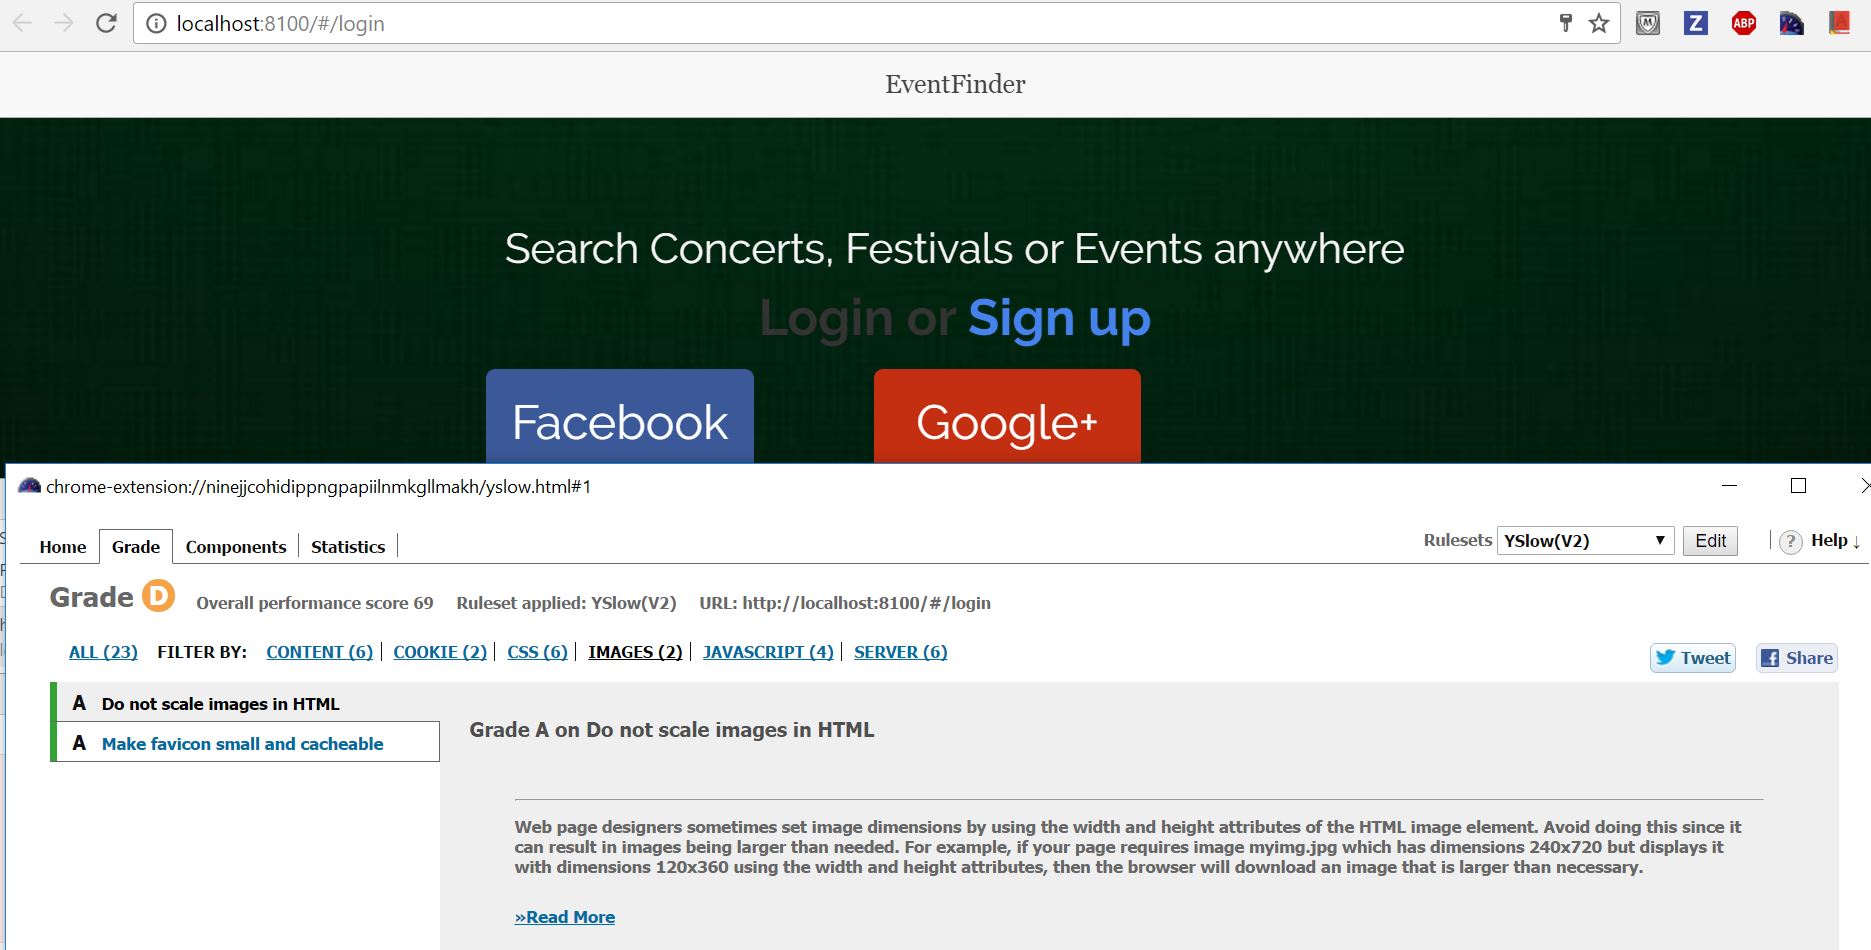 localhost:8100/#/login
Z
ABP
EventFinder
Search Concerts, Festivals or Events anywhere
Login or Sign up
Facebook
Google+
chrome-extension://ninejjcohidippngpapiilnmkgllmakh/yslow.html#1
Home
Grade
Components
Statistics
Rulesets
YSlow(V2)
Edit
? Help ↓
Grade D
Overall performance score 69
Ruleset applied: YSlow(V2)
URL: http://localhost:8100/#/login
ALL (23) FILTER BY: CONTENT (6) | COOKIE (2) | CSS (6) | IMAGES (2) | JAVASCRIPT (4) | SERVER (6)
Tweet
Share
A Do not scale images in HTML
A Make favicon small and cacheable
Grade A on Do not scale images in HTML
Web page designers sometimes set image dimensions by using the width and height attributes of the HTML image element. Avoid doing this since it
can result in images being larger than needed. For example, if your page requires image myimg.jpg which has dimensions 240x720 but displays it
with dimensions 120x360 using the width and height attributes, then the browser will download an image that is larger than necessary.
»Read More